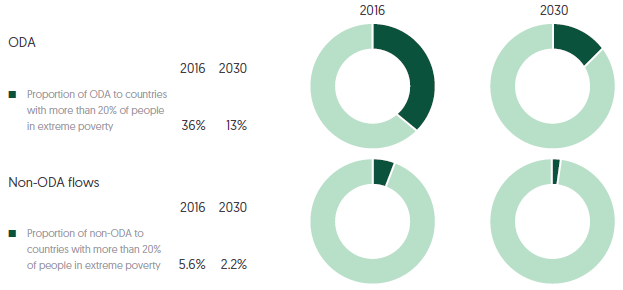 2016 2030
ODA
2016 2030
Proportion of ODA to countries
with more than 20% of people
in extreme poverty 36% 13%
Non-ODA flows
2016 2030
Proportion of non-ODA to
countries with more than 20%
of people in extreme poverty 5.6% 2.2%